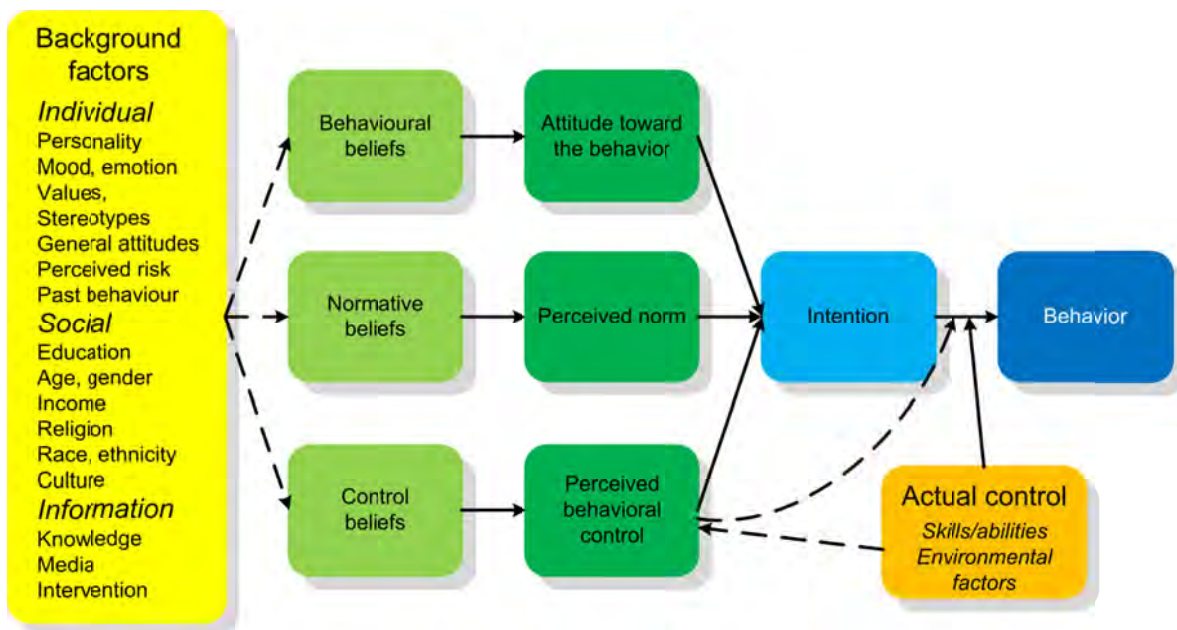 Background
factors
Individual
Personality
Mood, emotion
Values,
Stereotypes
General attitudes
Perceived risk
Past behaviour
Social
Education
Age, gender
Income
Religion
Race, ethnicity
Culture
Information
Knowledge
Media
Intervention
Behavioural
beliefs
Attitude toward
the behavior
Normative
beliefs
Perceived norm
Intention
Behavior
Control
beliefs
Perceived
behavioral
control
Actual control
Skills/abilities
Environmental
factors